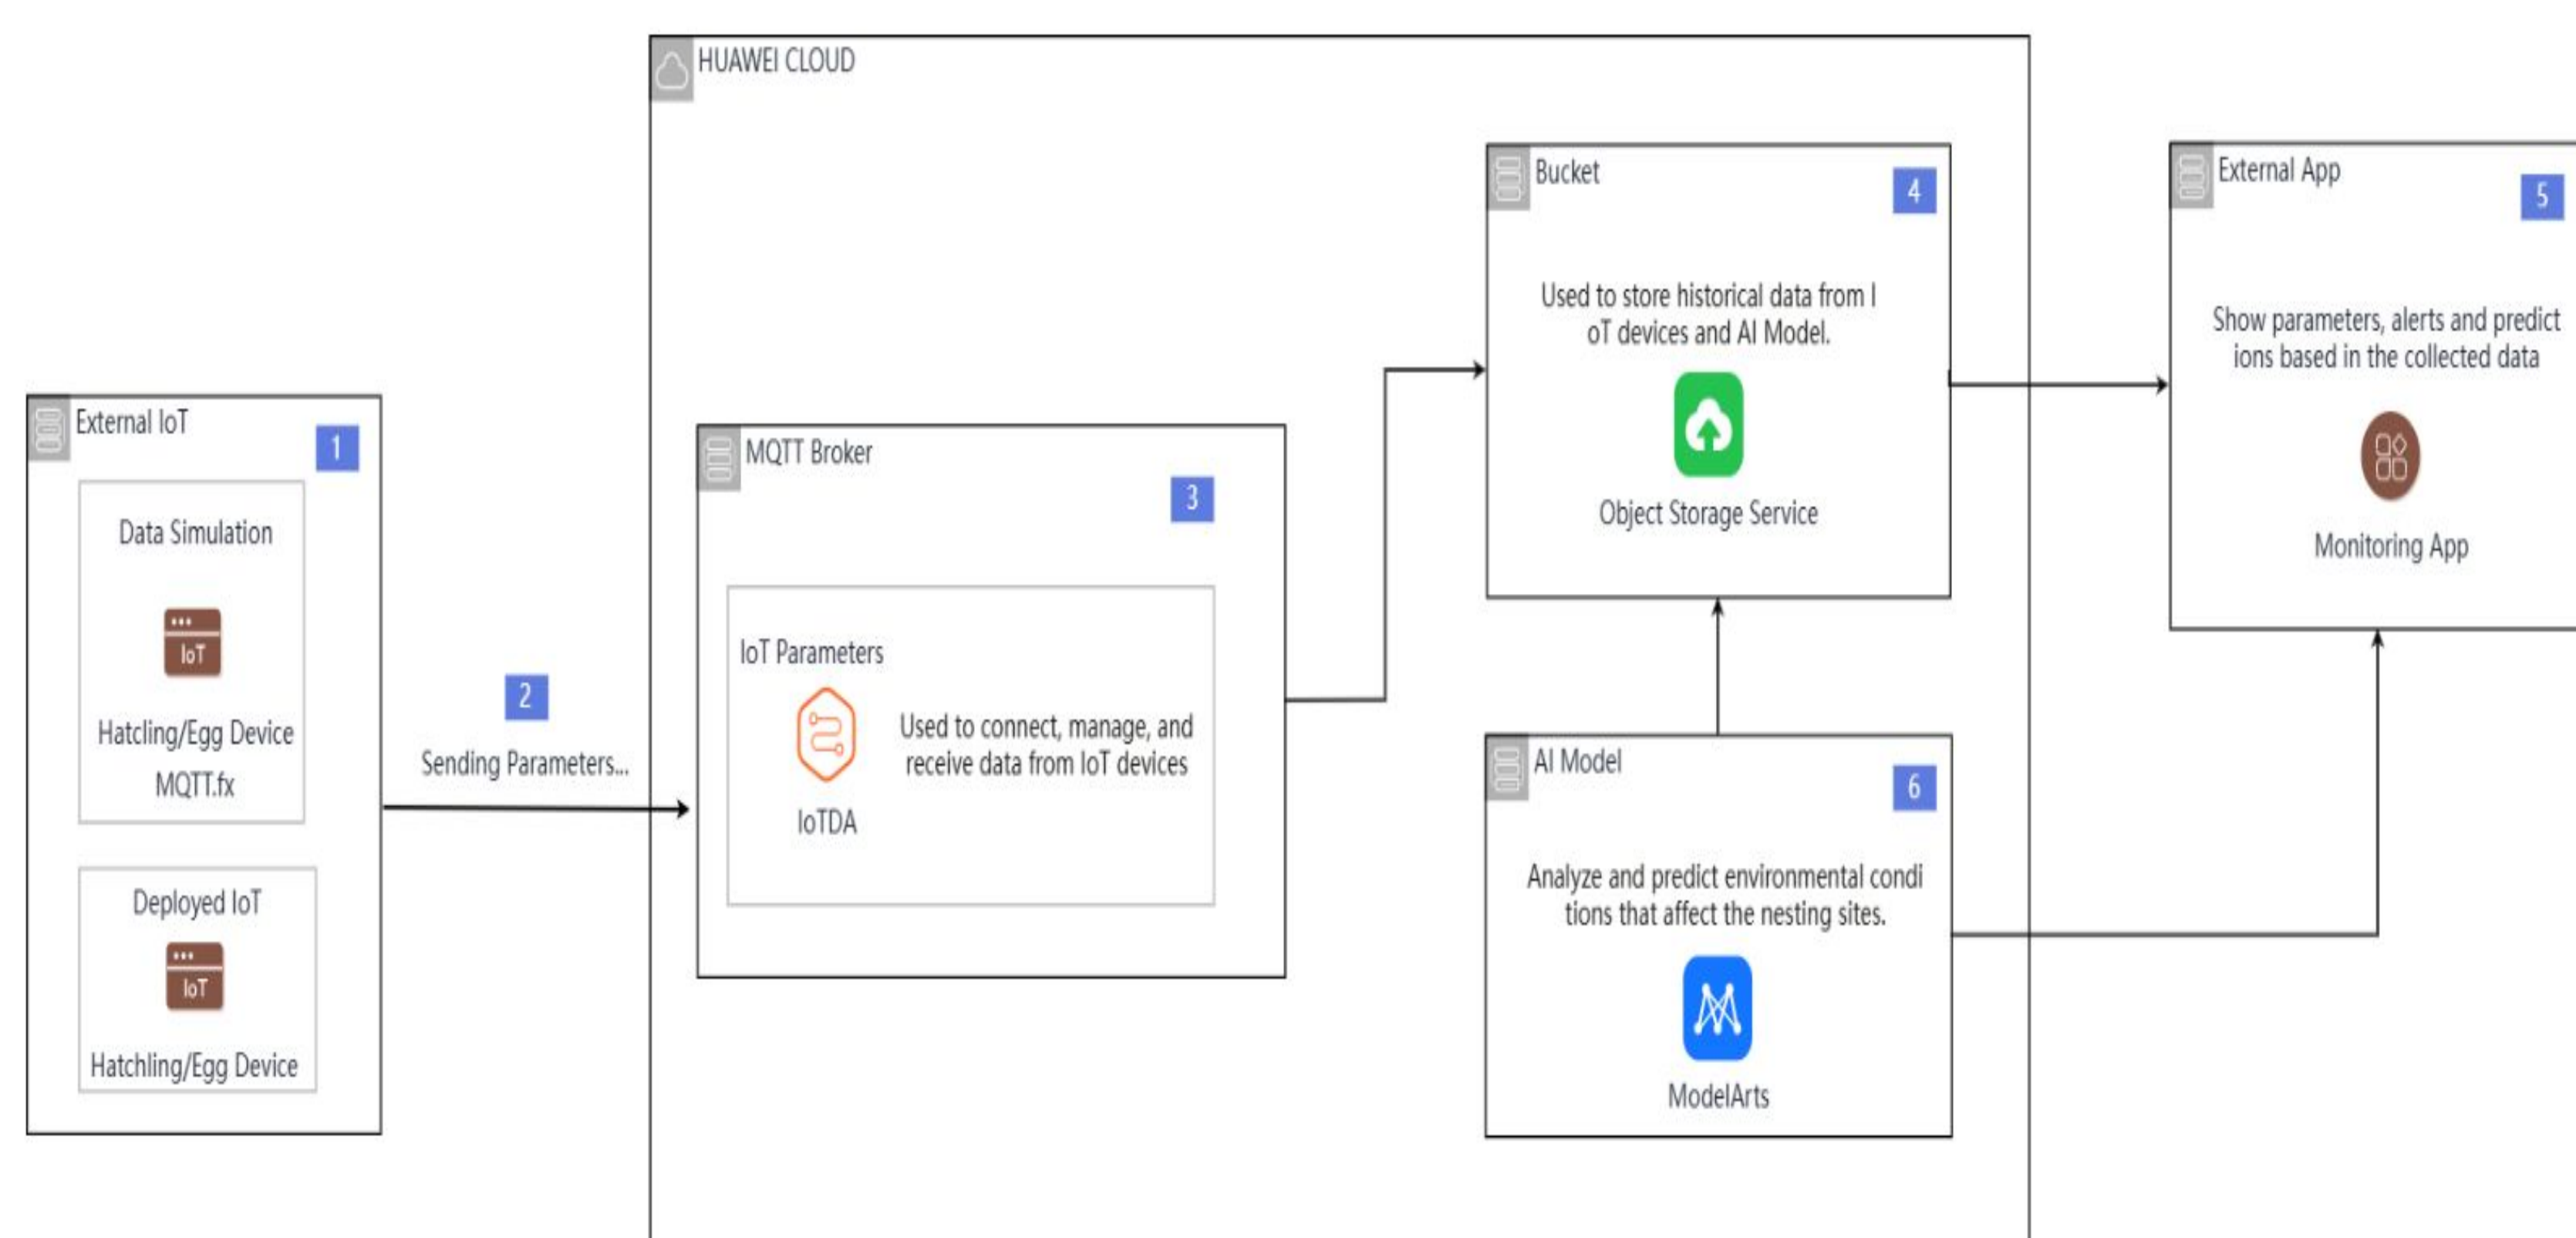 HUAWEI CLOUD
External IoT
1
Data Simulation
IoT
Hatcling/Egg Device
MQTT.fx
Deployed IoT
IoT
Hatchling/Egg Device
2
Sending Parameters...
MQTT Broker
3
IoT Parameters
Used to connect, manage, and
receive data from IoT devices
IoTDA
Bucket
4
Used to store historical data from I
oT devices and AI Model.
Object Storage Service
AI Model
6
Analyze and predict environmental condi
tions that affect the nesting sites.
ModelArts
External App
5
Show parameters, alerts and predict
ions based in the collected data
Monitoring App